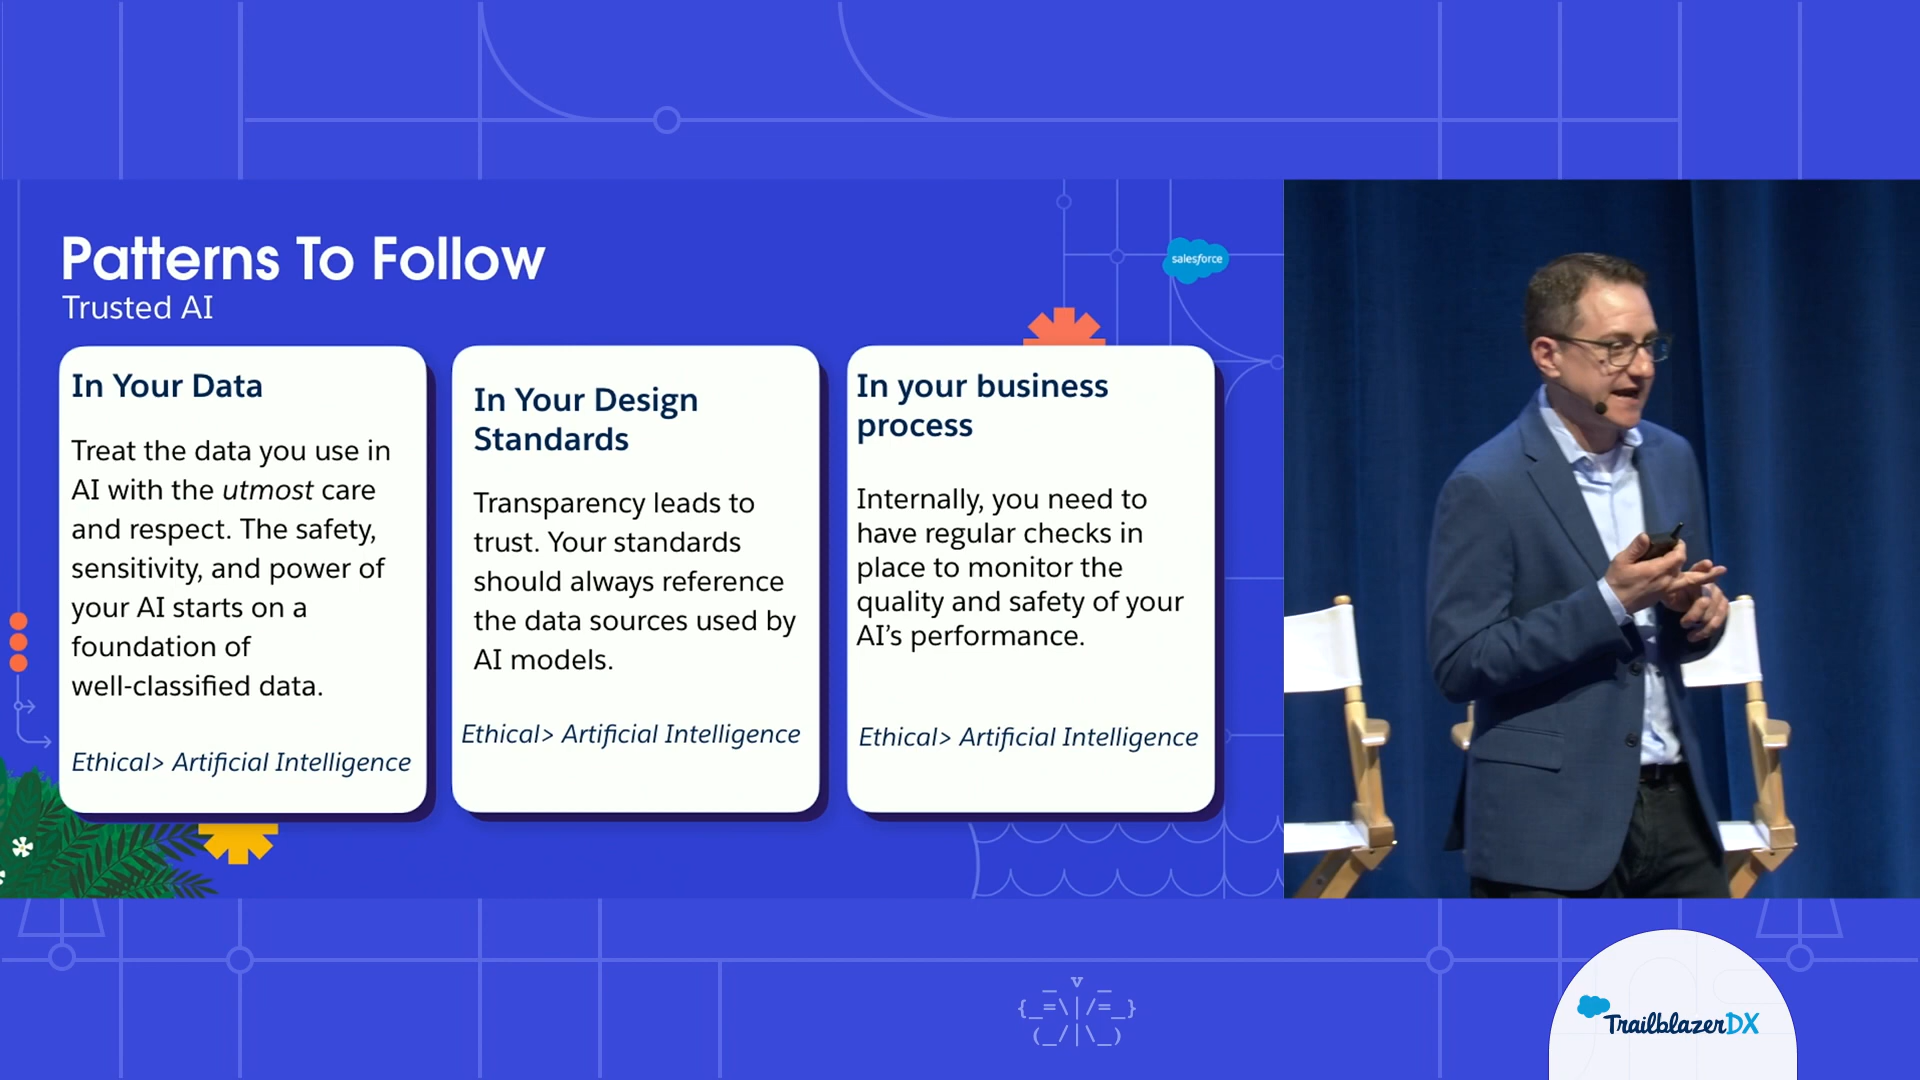 Patterns To Follow
Trusted AI
salesforce
In Your Data
Treat the data you use in
AI with the utmost care
and respect. The safety,
sensitivity, and power of
your AI starts on a
foundation of
well-classified data.
Ethical> Artificial Intelligence
In Your Design
Standards
Transparency leads to
trust. Your standards
should always reference
the data sources used by
AI models.
Ethical> Artificial Intelligence
In your business
process
Internally, you need to
have regular checks in
place to monitor the
quality and safety of your
AI’s performance.
Ethical> Artificial Intelligence
_ v _
{_=\|/=_}
(_/|\_)
TrailblazerDX